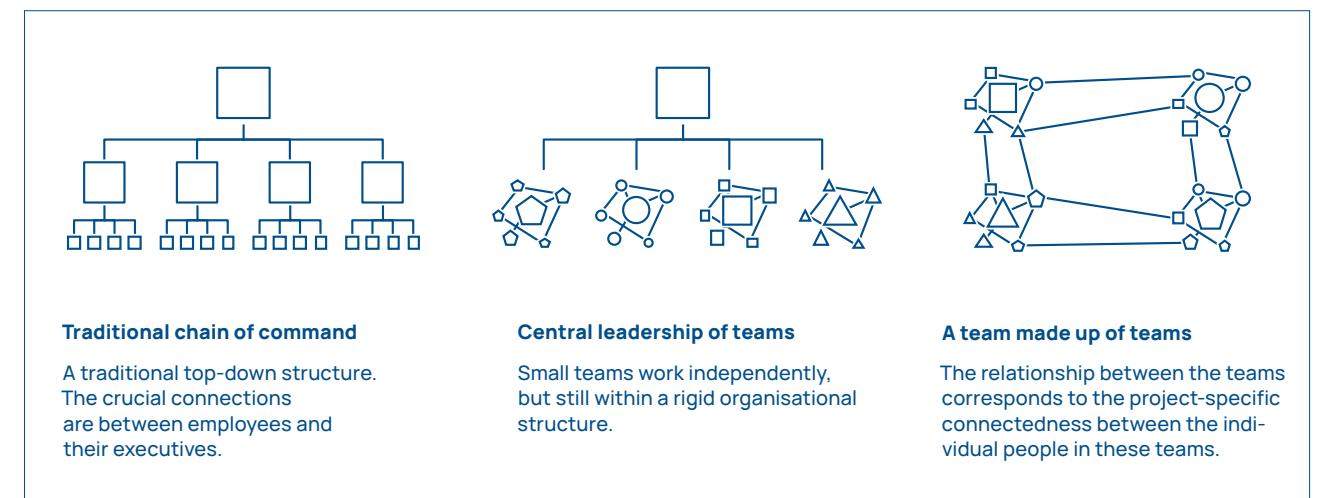 Traditional chain of command
A traditional top-down structure.
The crucial connections
are between employees and
their executives.
Central leadership of teams
Small teams work independently,
but still within a rigid organisational
structure.
A team made up of teams
The relationship between the teams
corresponds to the project-specific
connectedness between the indi-
vidual people in these teams.